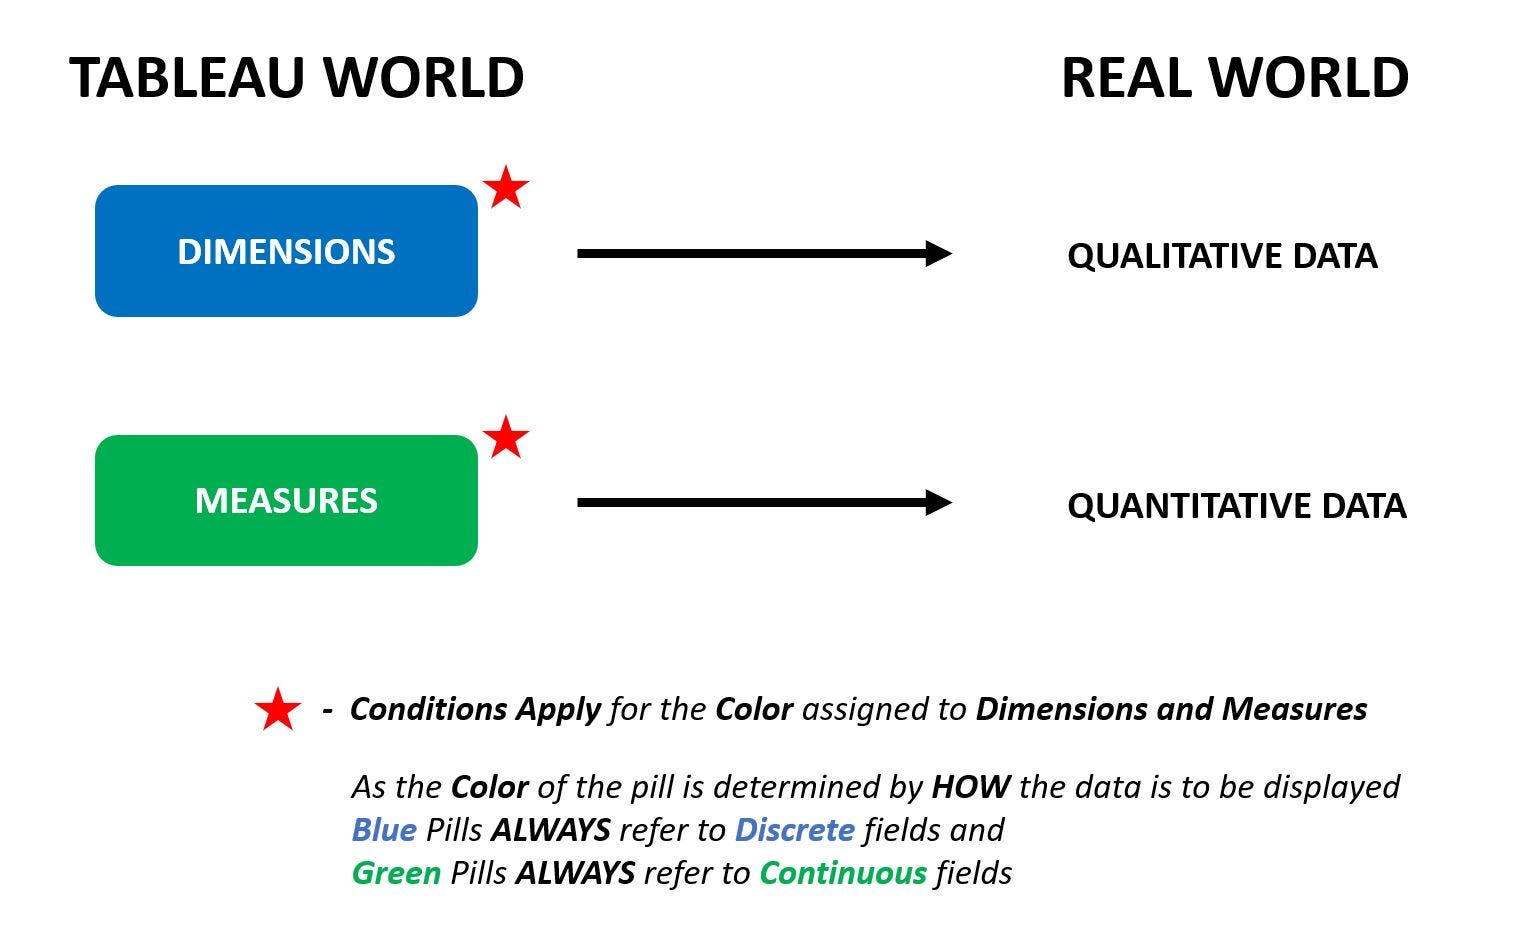 TABLEAU WORLD
REAL WORLD
DIMENSIONS
QUALITATIVE DATA
MEASURES
QUANTITATIVE DATA
- Conditions Apply for the Color assigned to Dimensions and Measures
As the Color of the pill is determined by HOW the data is to be displayed
Blue Pills ALWAYS refer to Discrete fields and
Green Pills ALWAYS refer to Continuous fields